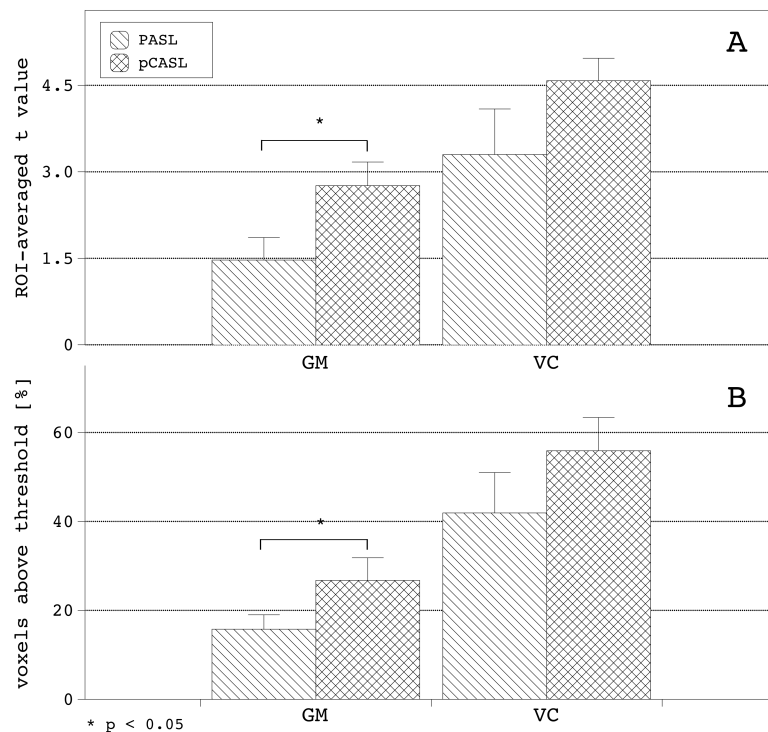 PASL
pCASL
A
ROI-averaged t value
4.5
3.0
1.5
0
*
GM VC
B
voxels above threshold [%]
60
40
20
0
*
GM VC
* p < 0.05